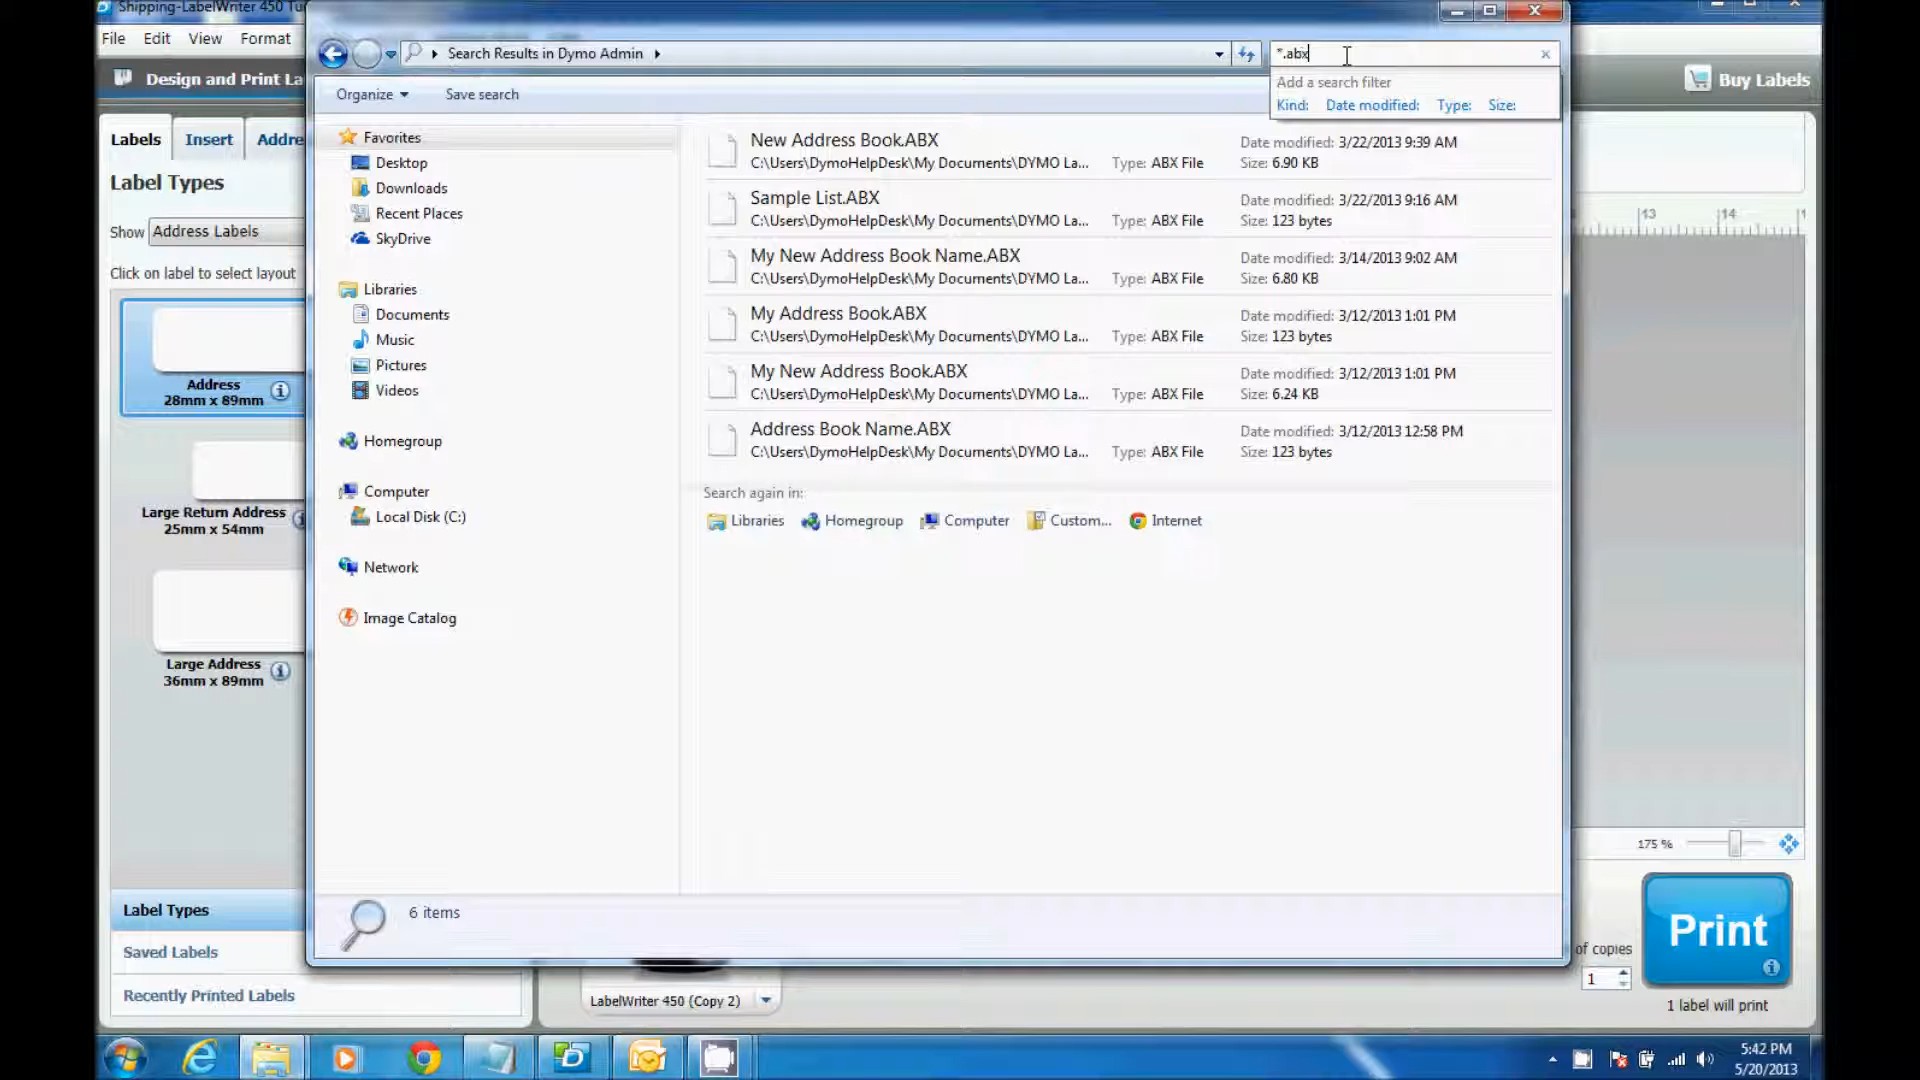 Shipping-LabelWriter 450 Tu
File Edit View Format
Design and Print La
Buy Labels
Labels Insert Addre
Label Types
Show Address Labels
Click on label to select layout
Address
28mm x 89mm
Large Return Address
25mm x 54mm
Large Address
36mm x 89mm
Label Types
Saved Labels
Recently Printed Labels
Search Results in Dymo Admin
*.abx
Add a search filter
Kind: Date modified: Type: Size:
Organize Save search
Favorites
Desktop
Downloads
Recent Places
SkyDrive
Libraries
Documents
Music
Pictures
Videos
Homegroup
Computer
Local Disk (C:)
Network
Image Catalog
New Address Book.ABX Date modified: 3/22/2013 9:39 AM
C:\Users\DymoHelpDesk\My Documents\DYMO La... Type: ABX File Size: 6.90 KB
Sample List.ABX Date modified: 3/22/2013 9:16 AM
C:\Users\DymoHelpDesk\My Documents\DYMO La... Type: ABX File Size: 123 bytes
My New Address Book Name.ABX Date modified: 3/14/2013 9:02 AM
C:\Users\DymoHelpDesk\My Documents\DYMO La... Type: ABX File Size: 6.80 KB
My Address Book.ABX Date modified: 3/12/2013 1:01 PM
C:\Users\DymoHelpDesk\My Documents\DYMO La... Type: ABX File Size: 123 bytes
My New Address Book.ABX Date modified: 3/12/2013 1:01 PM
C:\Users\DymoHelpDesk\My Documents\DYMO La... Type: ABX File Size: 6.24 KB
Address Book Name.ABX Date modified: 3/12/2013 12:58 PM
C:\Users\DymoHelpDesk\My Documents\DYMO La... Type: ABX File Size: 123 bytes
Search again in:
Libraries Homegroup Computer Custom... Internet
6 items
13 14
175 %
Print
of copies
1
1 label will print
LabelWriter 450 (Copy 2)
5:42 PM
5/20/2013